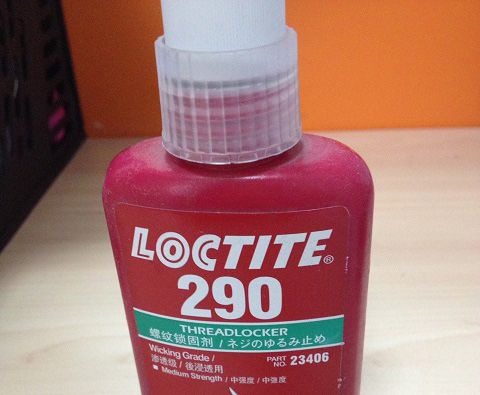 LOCTITE®
290
THREADLOCKER
螺纹锁固剂 / ネジのゆるみ止め
Wicking Grade /
渗透级 / 後浸透用
■ Medium Strength / 中强度 / 中強度
PART
NO. 23406